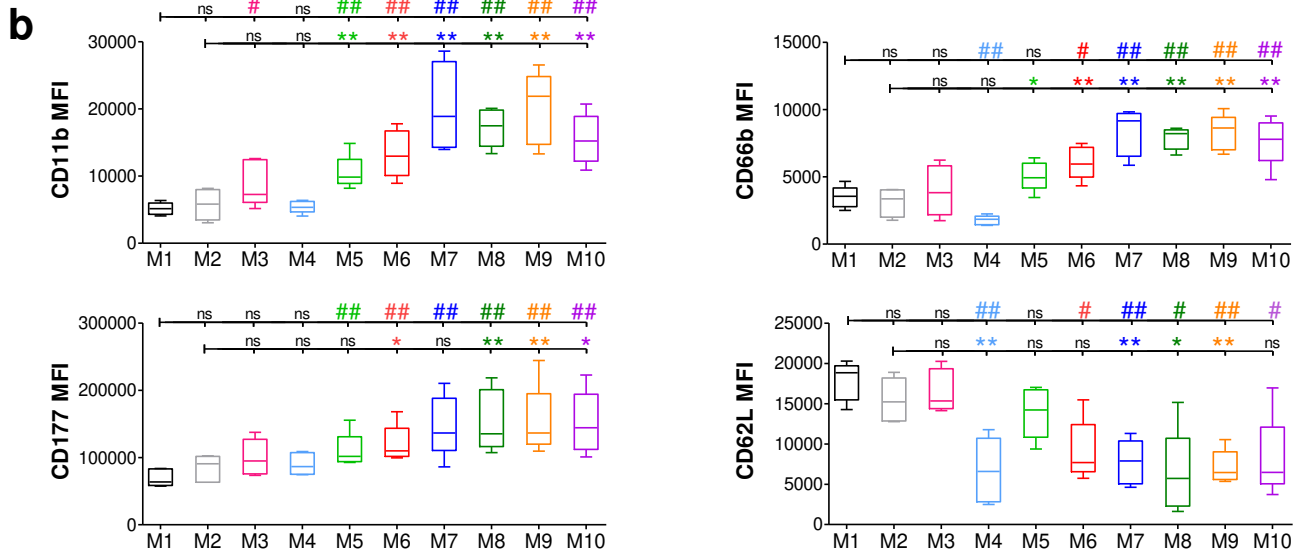 b
ns # ## ## ## ## ## ##
ns ns ** ** ** ** ** **
CD11b MFI
30000
20000
10000
0
M1 M2 M3 M4 M5 M6 M7 M8 M9 M10
ns ns ## ns # ## ## ## ##
ns ns * ** ** ** ** **
CD66b MFI
15000
10000
5000
0
M1 M2 M3 M4 M5 M6 M7 M8 M9 M10
ns ns ns ## ## ## ## ## ##
ns ns ns * ns ** ** *
CD177 MFI
300000
200000
100000
0
M1 M2 M3 M4 M5 M6 M7 M8 M9 M10
ns ns ## ns # ## # ## #
ns ** ns ns ** * ** ns
CD62L MFI
25000
20000
15000
10000
5000
0
M1 M2 M3 M4 M5 M6 M7 M8 M9 M10